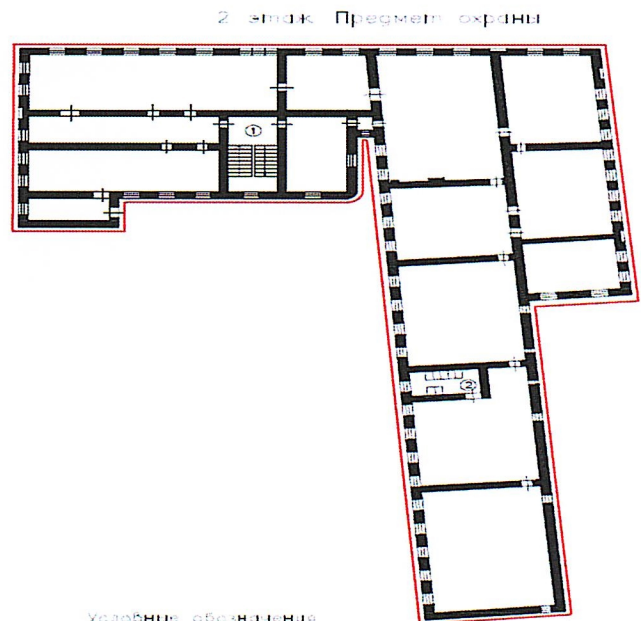 2 этаж Предмет охраны
①
②
Условные обозначения